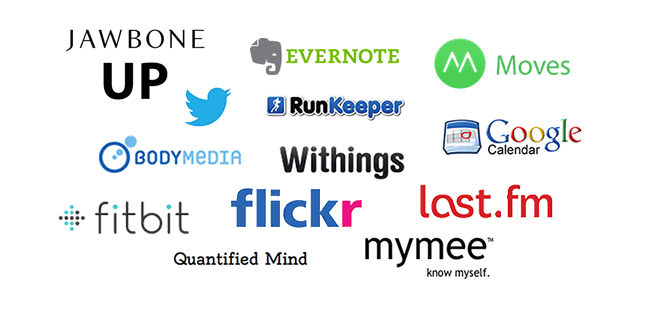 JAWBONE
UP
EVERNOTE
Moves
RunKeeper
Google
Calendar
BODYMEDIA
Withings
fitbit
flickr
last.fm
Quantified Mind
mymee™
know myself.